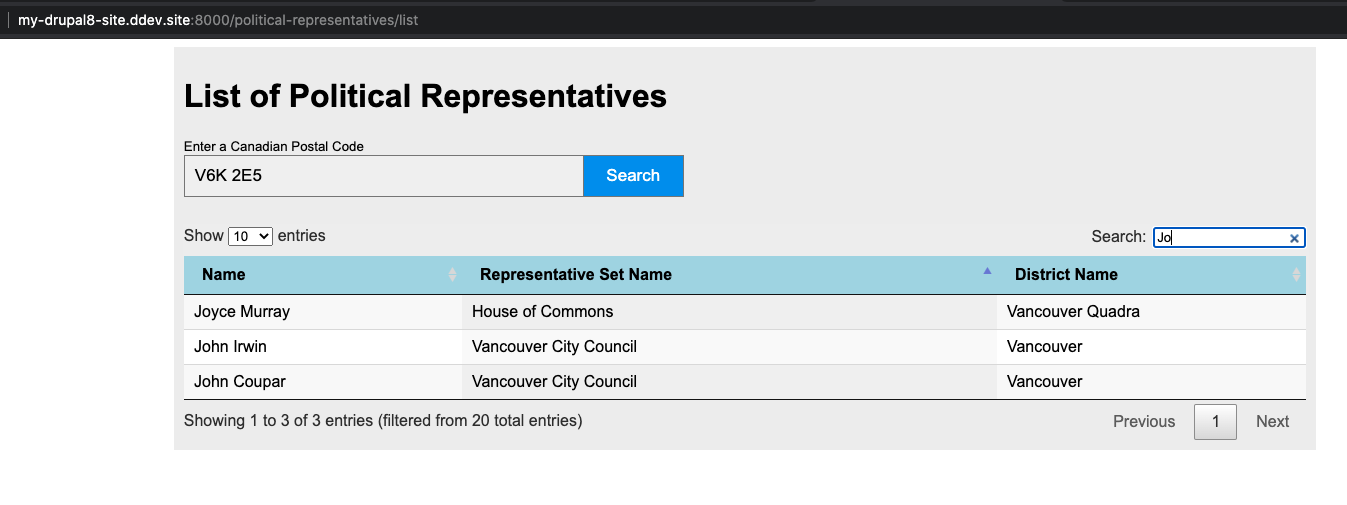 my-drupal8-site.ddev.site:8000/political-representatives/list
List of Political Representatives
Enter a Canadian Postal Code
V6K 2E5 Search
Show 10 entries Search: Jo
Name Representative Set Name District Name
Joyce Murray House of Commons Vancouver Quadra
John Irwin Vancouver City Council Vancouver
John Coupar Vancouver City Council Vancouver
Showing 1 to 3 of 3 entries (filtered from 20 total entries) Previous 1 Next